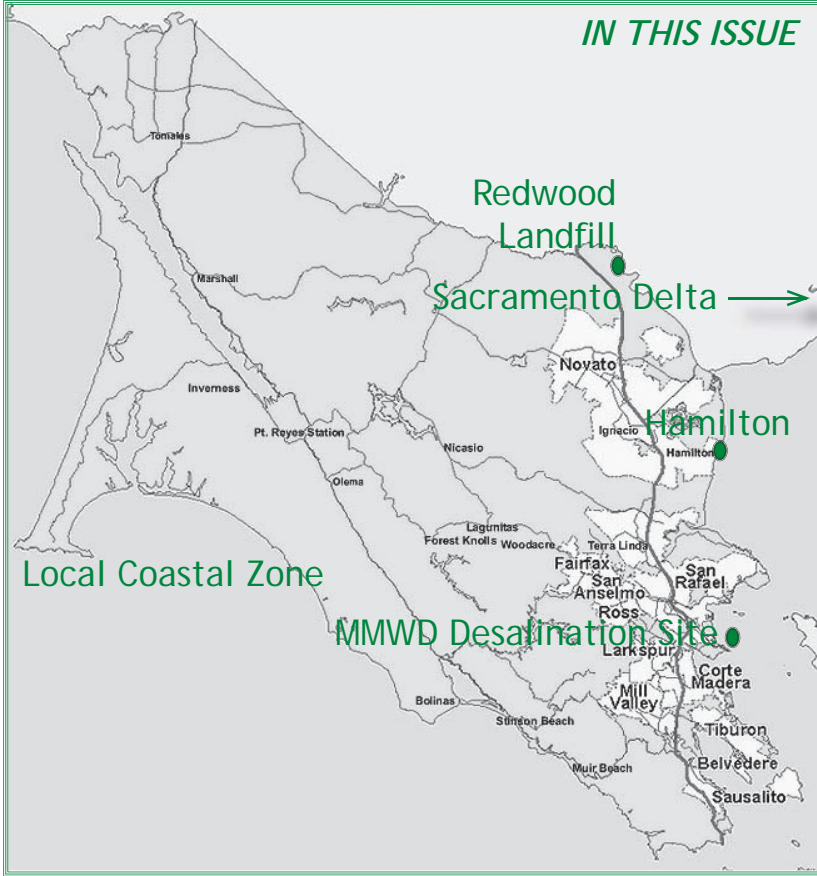 IN THIS ISSUE
Tomales
Redwood
Landfill
Marshall
Sacramento Delta
Novato
Inverness
Ignacio
Hamilton
Pt. Reyes Station
Nicasio
Hamilton
Olema
Lagunitas
Forest Knolls
Woodacre
Terra Linda
Fairfax
Local Coastal Zone
San
Anselmo
San
Rafael
Ross
MMWD Desalination Site
Larkspur
Corte
Madera
Mill
Valley
Bolinas
Stinson Beach
Tiburon
Belvedere
Muir Beach
Sausalito